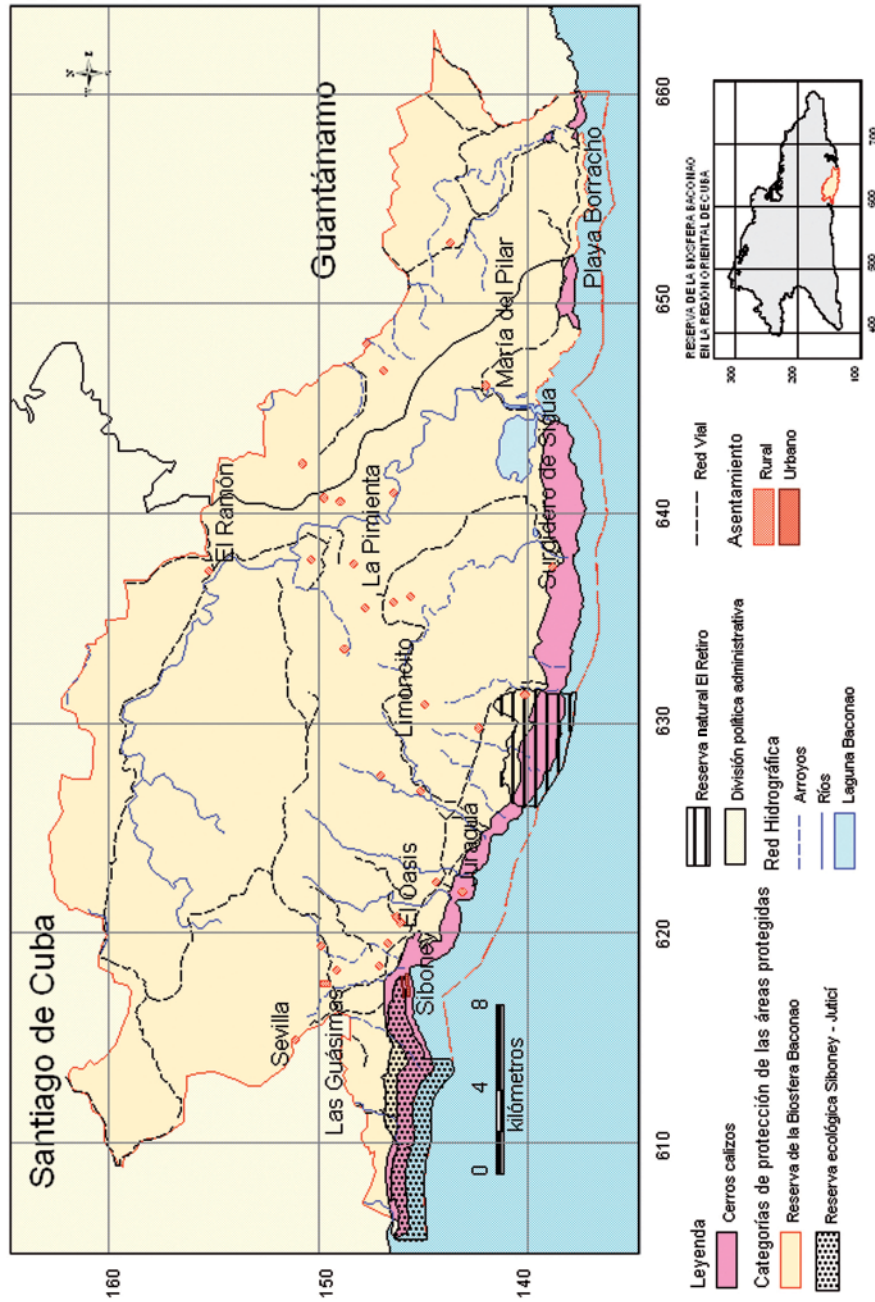 Santiago de Cuba
Guantánamo
N
E
S
W
El Ramón
Sevilla
Las Guásimas
La Pimienta
María del Pilar
El Oasis
Limoncito
Siboney
Juraguá
Surgidero de Sigua
Playa Borracho
0 4 8
kilómetros
160
150
140
610 620 630 640 650 660
Leyenda
Cerros calizos
Categorías de protección de las áreas protegidas
Reserva de la Biosfera Baconao
Reserva ecológica Siboney - Juticí
Reserva natural El Retiro
División política administrativa
Red Hidrográfica
Arroyos
Ríos
Laguna Baconao
Red Vial
Asentamiento
Rural
Urbano
RESERVA DE LA BIOSFERA BACONAO
EN LA REGION ORIENTAL DE CUBA
300
200
100
400 500 600 700